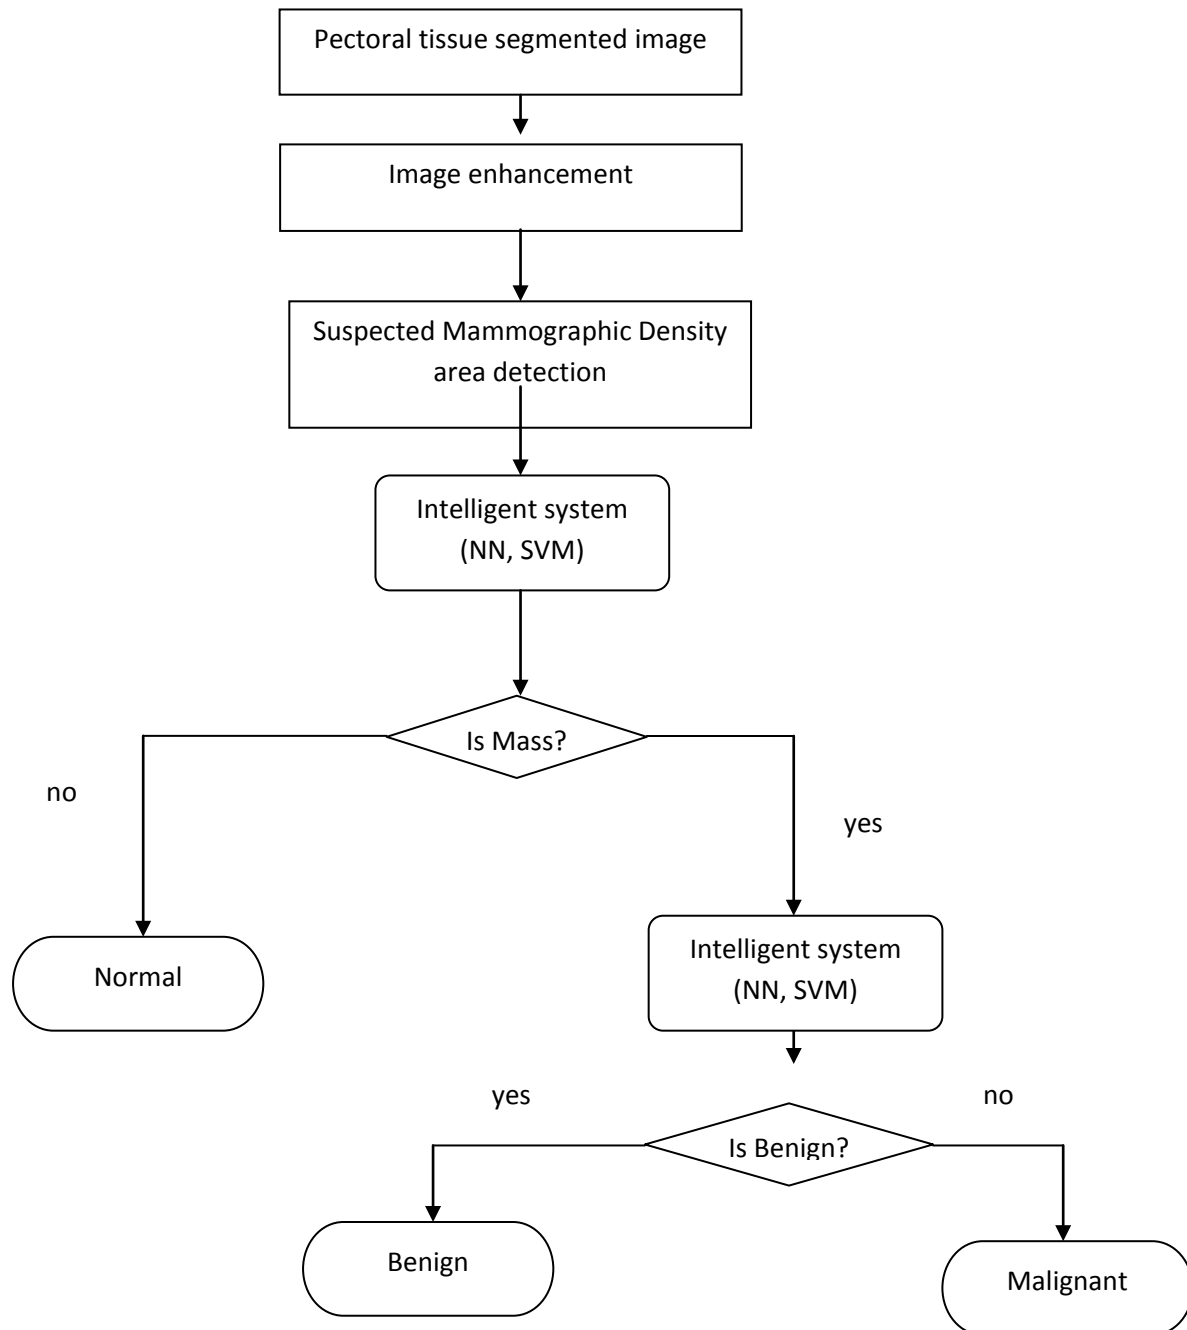 Pectoral tissue segmented image
Image enhancement
Suspected Mammographic Density
area detection
Intelligent system
(NN, SVM)
Is Mass?
no
yes
Normal
Intelligent system
(NN, SVM)
yes
no
Is Benign?
Benign
Malignant